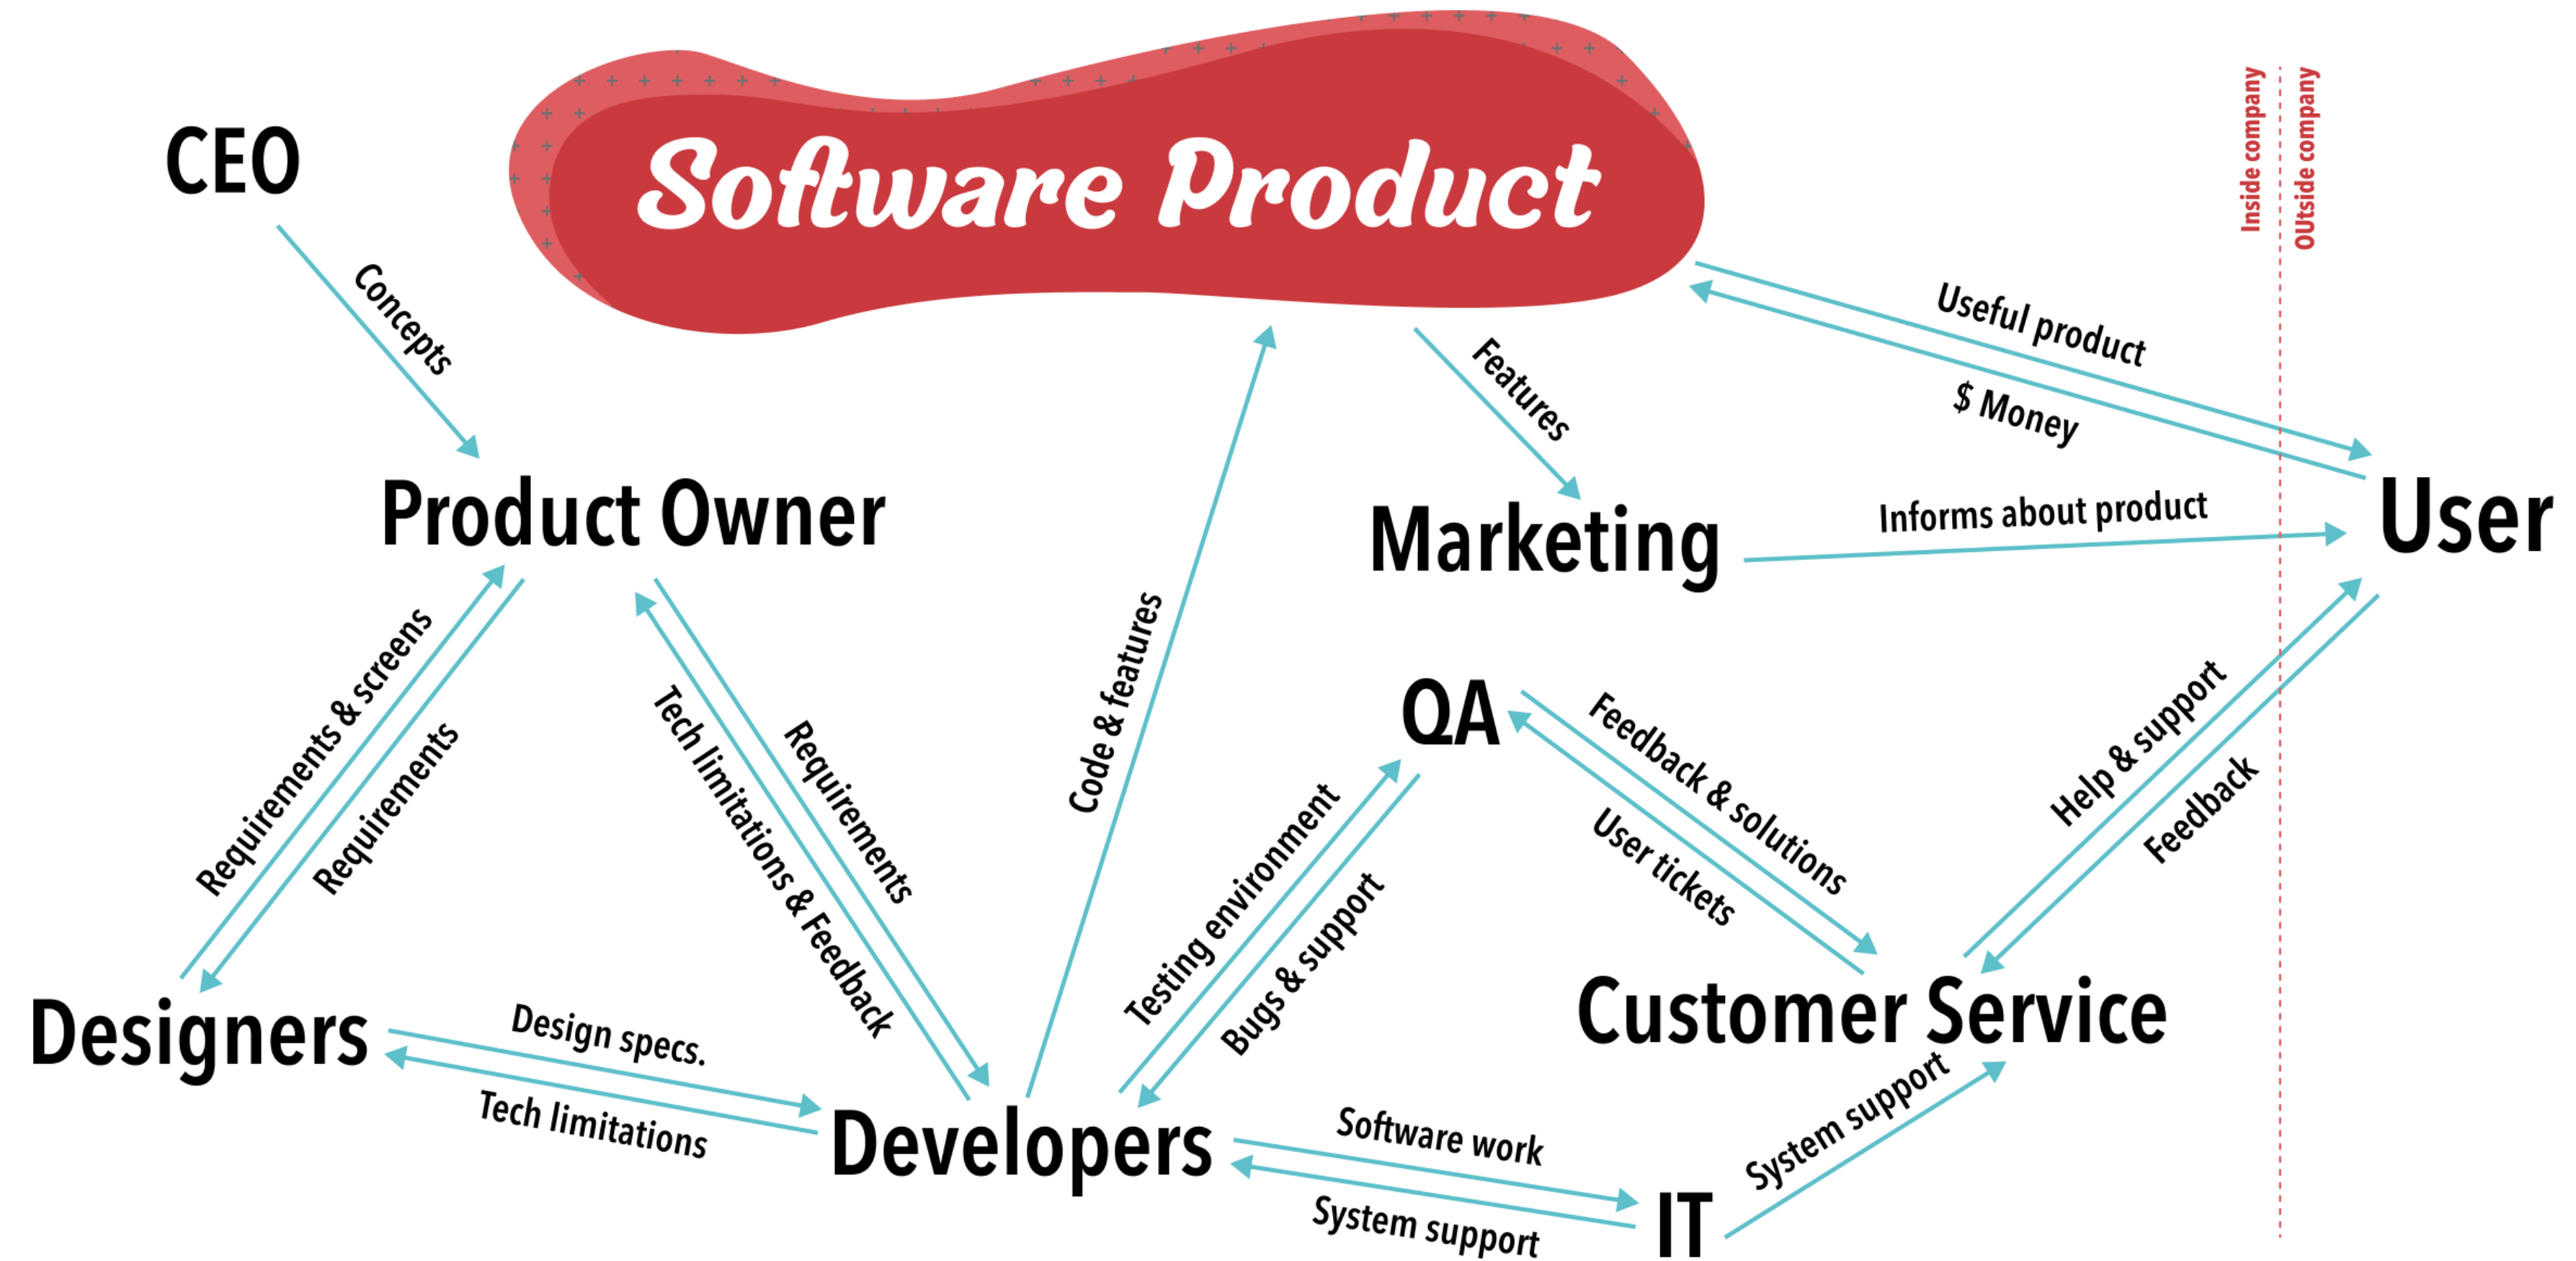 Software Product
Inside company
OUtside company
CEO
Concepts
Useful product
$ Money
Features
Product Owner
Marketing
Informs about product
User
Requirements & screens
Requirements
Tech limitations & Feedback
Requirements
Code & features
QA
Feedback & solutions
User tickets
Help & support
Feedback
Testing environment
Bugs & support
Designers
Design specs.
Tech limitations
Customer Service
Developers
Software work
System support
System support
IT